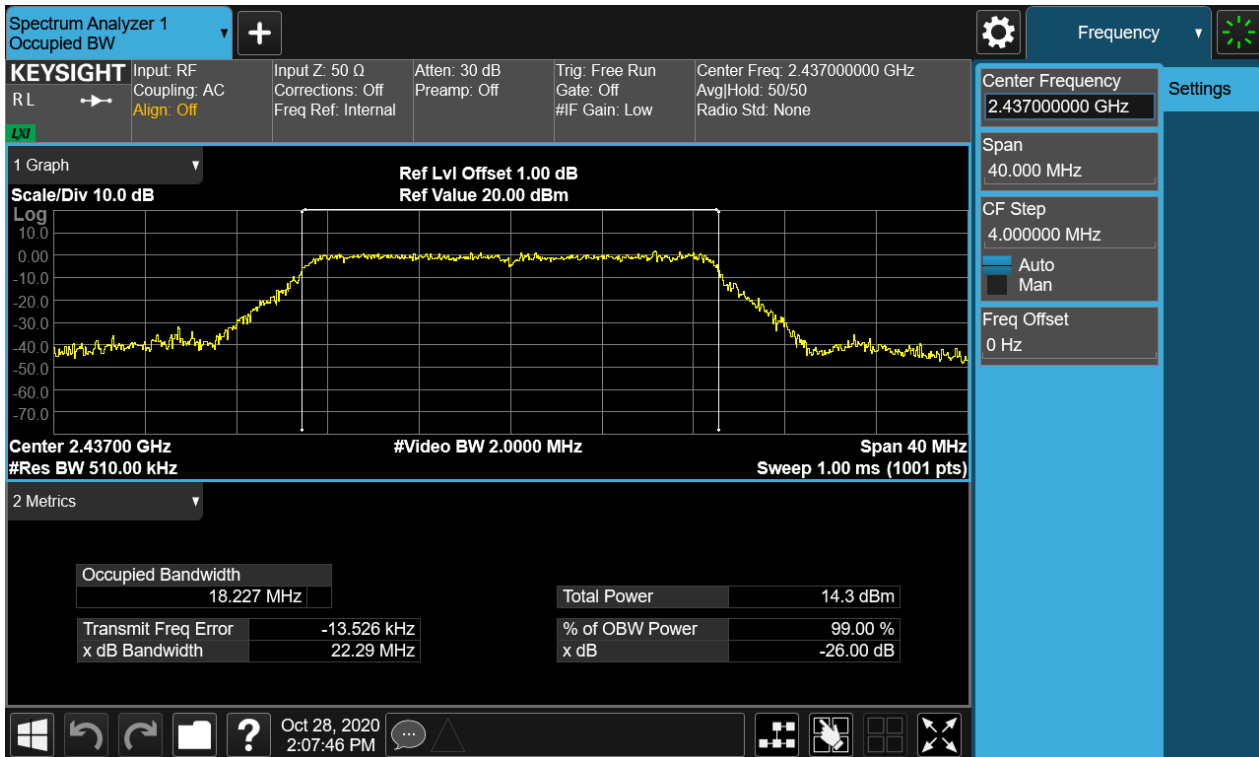 Spectrum Analyzer 1
Occupied BW
+
Frequency
KEYSIGHT
R L
LXI
Input: RF
Coupling: AC
Align: Off
Input Z: 50 Ω
Corrections: Off
Freq Ref: Internal
Atten: 30 dB
Preamp: Off
Trig: Free Run
Gate: Off
#IF Gain: Low
Center Freq: 2.437000000 GHz
Avg|Hold: 50/50
Radio Std: None
Center Frequency
2.437000000 GHz
Settings
Span
40.000 MHz
CF Step
4.000000 MHz
Auto
Man
Freq Offset
0 Hz
1 Graph
Scale/Div 10.0 dB
Ref Lvl Offset 1.00 dB
Ref Value 20.00 dBm
Log
10.0
0.00
-10.0
-20.0
-30.0
-40.0
-50.0
-60.0
-70.0
Center 2.43700 GHz
#Video BW 2.0000 MHz
Span 40 MHz
#Res BW 510.00 kHz
Sweep 1.00 ms (1001 pts)
2 Metrics
Occupied Bandwidth
18.227 MHz
Total Power 14.3 dBm
Transmit Freq Error -13.526 kHz
% of OBW Power 99.00 %
x dB Bandwidth 22.29 MHz
x dB -26.00 dB
?
Oct 28, 2020
2:07:46 PM